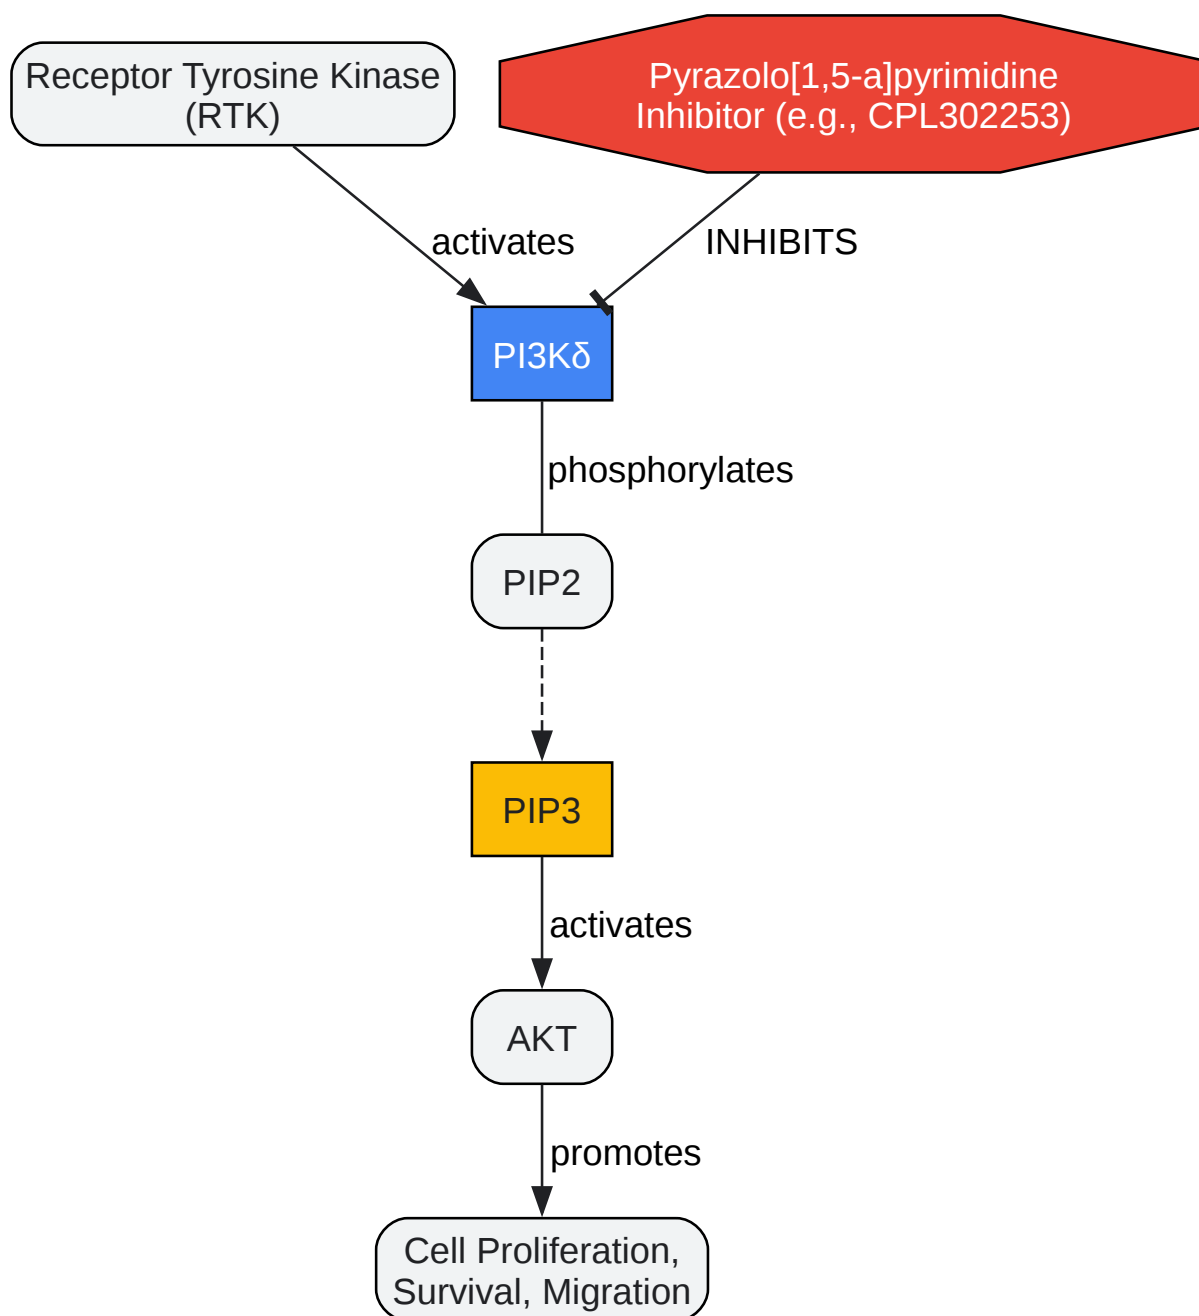 Receptor Tyrosine Kinase
(RTK)
Pyrazolo[1,5-a]pyrimidine
Inhibitor (e.g., CPL302253)
activates
INHIBITS
PI3Kδ
phosphorylates
PIP2
PIP3
activates
AKT
promotes
Cell Proliferation,
Survival, Migration